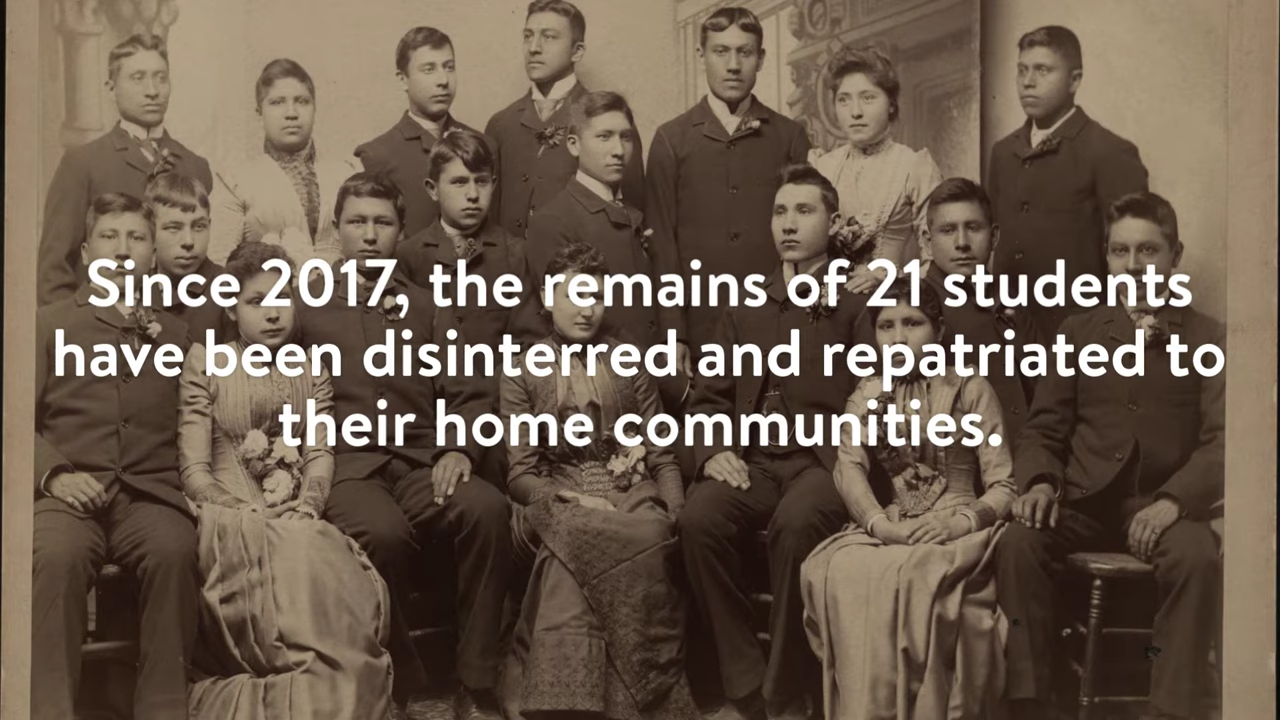 Since 2017, the remains of 21 students
have been disinterred and repatriated to
their home communities.